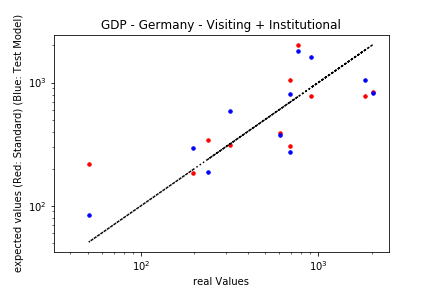 GDP - Germany - Visiting + Institutional
expected values (Red: Standard) (Blue: Test Model)
10³
10²
10²
10³
real Values